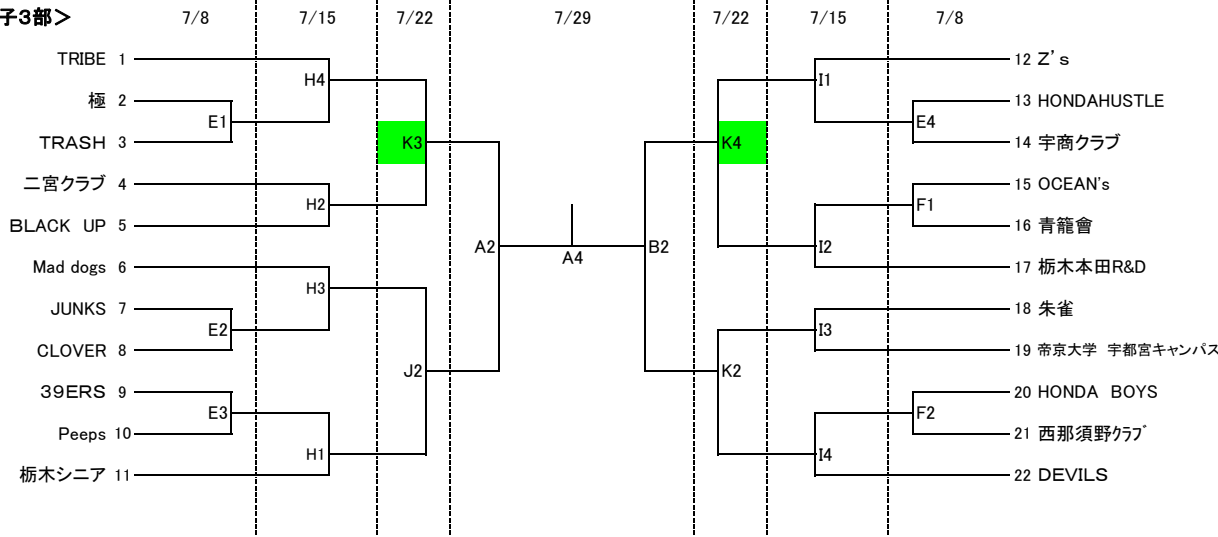 子3部＞ 7/8 7/15 7/22 7/29 7/22 7/15 7/8
TRIBE 1 12 Z's
H4 I1
極 2 13 HONDAHUSTLE
E1 E4
TRASH 3 K3 K4 14 宇商クラブ
二宮クラブ 4 15 OCEAN's
H2 F1
BLACK UP 5 16 青龍會
A2 A4 B2 I2
Mad dogs 6 17 栃木本田R&D
H3
JUNKS 7 18 朱雀
E2 I3
CLOVER 8 19 帝京大学 宇都宮キャンパス
J2 K2
39ERS 9 20 HONDA BOYS
E3 F2
Peeps 10 21 西那須野ｸﾗﾌﾞ
H1 I4
栃木シニア 11 22 DEVILS